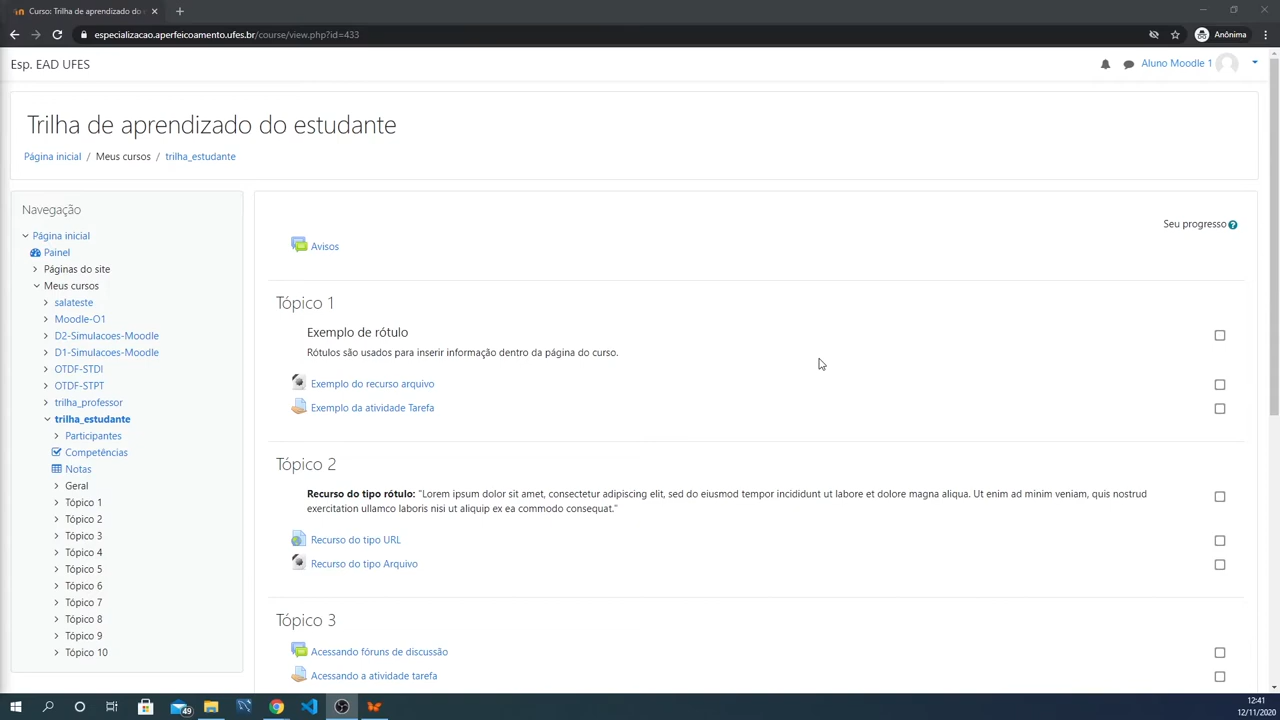 Curso: Trilha de aprendizado do
especializacao.aperfeicoamento.ufes.br/course/view.php?id=433
Anônima
Esp. EAD UFES
Aluno Moodle 1
Trilha de aprendizado do estudante
Página inicial / Meus cursos / trilha_estudante
Navegação
Página inicial
Painel
Páginas do site
Meus cursos
salateste
Moodle-O1
D2-Simulacoes-Moodle
D1-Simulacoes-Moodle
OTDF-STDI
OTDF-STPT
trilha_professor
trilha_estudante
Participantes
Competências
Notas
Geral
Tópico 1
Tópico 2
Tópico 3
Tópico 4
Tópico 5
Tópico 6
Tópico 7
Tópico 8
Tópico 9
Tópico 10
Seu progresso
Avisos
Tópico 1
Exemplo de rótulo
Rótulos são usados para inserir informação dentro da página do curso.
Exemplo do recurso arquivo
Exemplo da atividade Tarefa
Tópico 2
Recurso do tipo rótulo: "Lorem ipsum dolor sit amet, consectetur adipiscing elit, sed do eiusmod tempor incididunt ut labore et dolore magna aliqua. Ut enim ad minim veniam, quis nostrud
exercitation ullamco laboris nisi ut aliquip ex ea commodo consequat."
Recurso do tipo URL
Recurso do tipo Arquivo
Tópico 3
Acessando fóruns de discussão
Acessando a atividade tarefa
49
12:41
12/11/2020